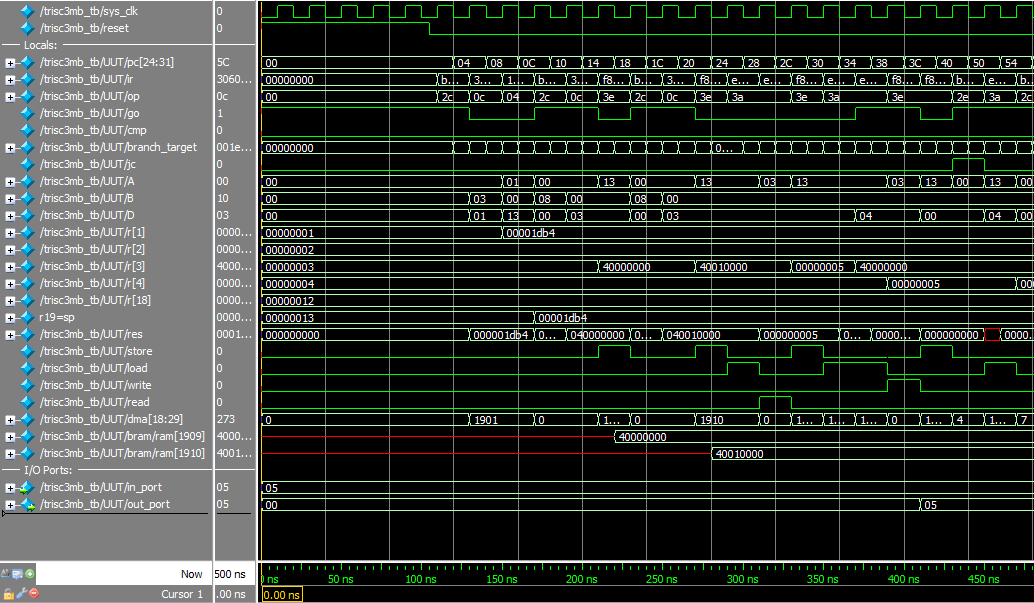 /trisc3mb_tb/sys_clk 0
/trisc3mb_tb/reset 0
Locals:
/trisc3mb_tb/UUT/pc[24:31] 5C 00 04 08 0C 10 14 18 1C 20 24 28 2C 30 34 38 3C 40 50 54
/trisc3mb_tb/UUT/ir 3060... 00000000 b... 3... 1... b... 3... f8... b... 3... f8... e... e... f8... e... e... f8... f8... b... e... b...
/trisc3mb_tb/UUT/op 0c 00 2c 0c 04 2c 0c 3e 2c 0c 3e 3a 3e 3a 3e 2e 3a 2c
/trisc3mb_tb/UUT/go 1
/trisc3mb_tb/UUT/cmp 0
/trisc3mb_tb/UUT/branch_target 001e... 00000000 0...
/trisc3mb_tb/UUT/jc 0
/trisc3mb_tb/UUT/A 00 00 01 00 13 00 13 03 13 03 13 00 13 00
/trisc3mb_tb/UUT/B 10 00 03 00 08 00 08 00
/trisc3mb_tb/UUT/D 03 00 01 13 00 03 00 03 04 00 04 00
/trisc3mb_tb/UUT/r[1] 0000... 00000001 00001db4
/trisc3mb_tb/UUT/r[2] 0000... 00000002
/trisc3mb_tb/UUT/r[3] 4000... 00000003 40000000 40010000 00000005 40000000
/trisc3mb_tb/UUT/r[4] 0000... 00000004 00000005 00...
/trisc3mb_tb/UUT/r[18] 0000... 00000012
r19=sp 0000... 00000013 00001db4
/trisc3mb_tb/UUT/res 0001... 000000000 000001db4 0... 040000000 0... 040010000 000000005 0... 0000... 000000000 0000...
/trisc3mb_tb/UUT/store 0
/trisc3mb_tb/UUT/load 0
/trisc3mb_tb/UUT/write 0
/trisc3mb_tb/UUT/read 0
/trisc3mb_tb/UUT/dma[18:29] 273 0 1901 0 1... 0 1910 0 1... 1... 1... 0 1... 4 1... 7
/trisc3mb_tb/UUT/bram/ram[1909] 4000... 40000000
/trisc3mb_tb/UUT/bram/ram[1910] 4001... 40010000
I/O Ports:
/trisc3mb_tb/UUT/in_port 05 05
/trisc3mb_tb/UUT/out_port 05 00 05
Now 500 ns 0 ns 50 ns 100 ns 150 ns 200 ns 250 ns 300 ns 350 ns 400 ns 450 ns
Cursor 1 .00 ns 0.00 ns